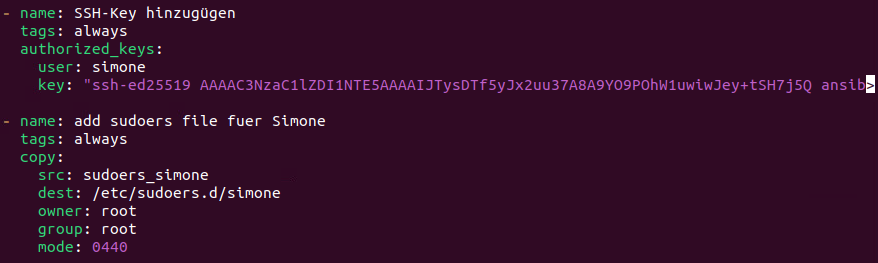 - name: SSH-Key hinzugügen
  tags: always
  authorized_keys:
    user: simone
    key: "ssh-ed25519 AAAAC3NzaC1lZDI1NTE5AAAAIJTysDTf5yJx2uu37A8A9YO9POhW1uwiwJey+tSH7j5Q ansib>
- name: add sudoers file fuer Simone
  tags: always
  copy:
    src: sudoers_simone
    dest: /etc/sudoers.d/simone
    owner: root
    group: root
    mode: 0440